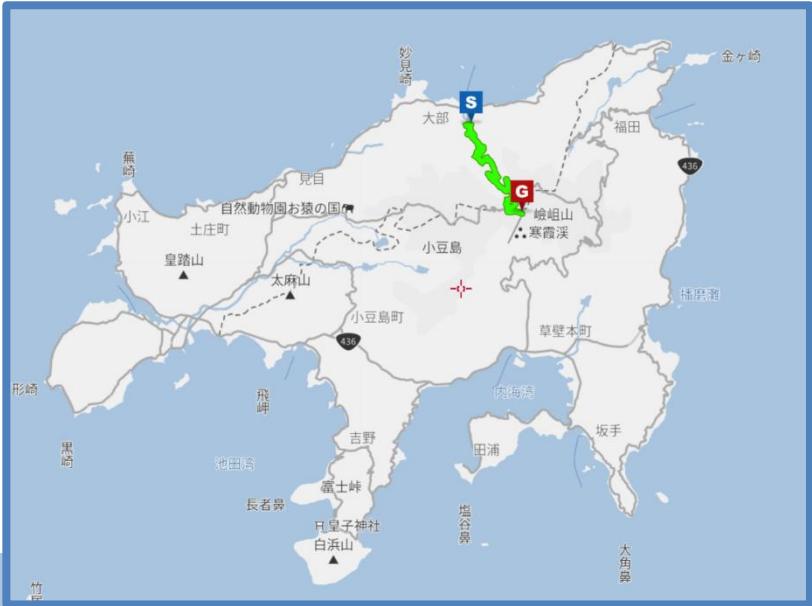 妙見崎
金ヶ崎
S
大部
福田
蕪崎
436
見目
G
自然動物園お猿の国
嶮岨山
小江
土庄町
寒霞渓
小豆島
皇踏山
太麻山
播磨灘
小豆島町
草壁本町
436
形崎
飛岬
内海湾
黒崎
吉野
坂手
田浦
池田湾
富士峠
長者鼻
塩谷鼻
皇子神社
白浜山
大角鼻
竹